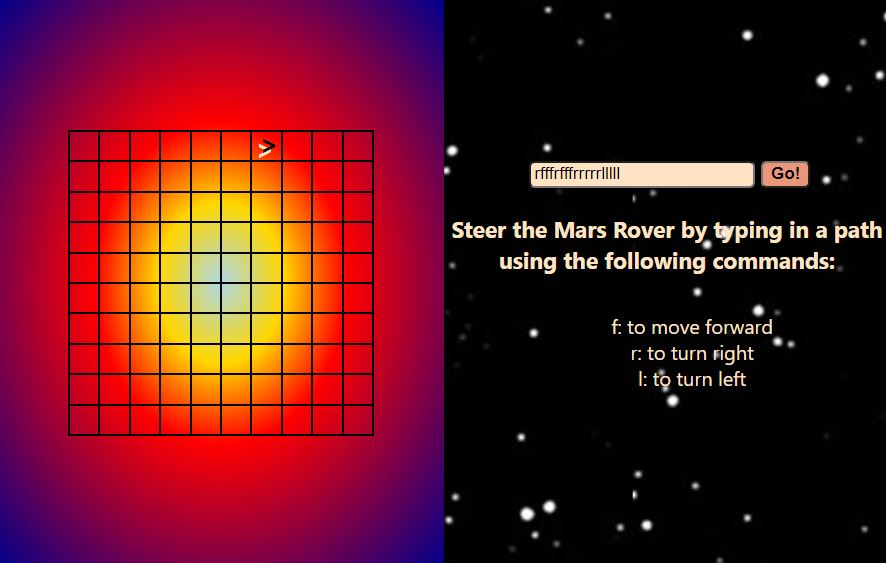 >
rfffrfffrrrrrlllll
Go!
Steer the Mars Rover by typing in a path
using the following commands:
f: to move forward
r: to turn right
l: to turn left